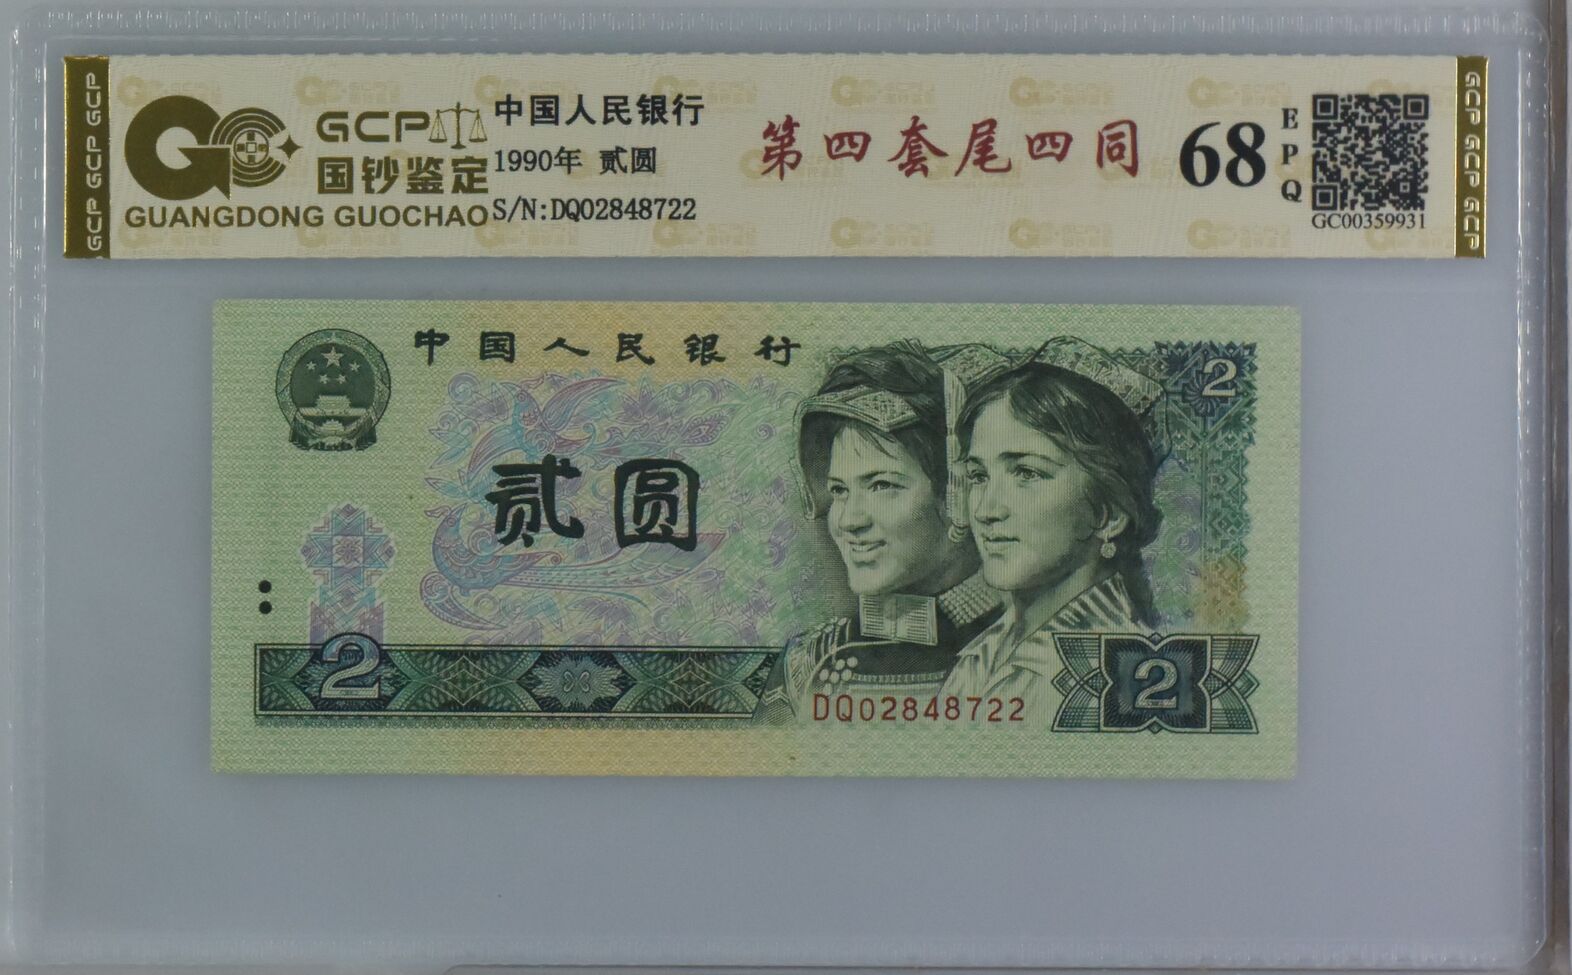 GCP GCP GCP
GCP
国钞鉴定
GUANGDONG GUOCHAO
中国人民银行
1990年 贰圆
S/N:DQ02848722
第四套尾四同
68
EPQ
GC00359931
GCP GCP GCP
中国人民银行
2
贰圆
2
DQ02848722
2